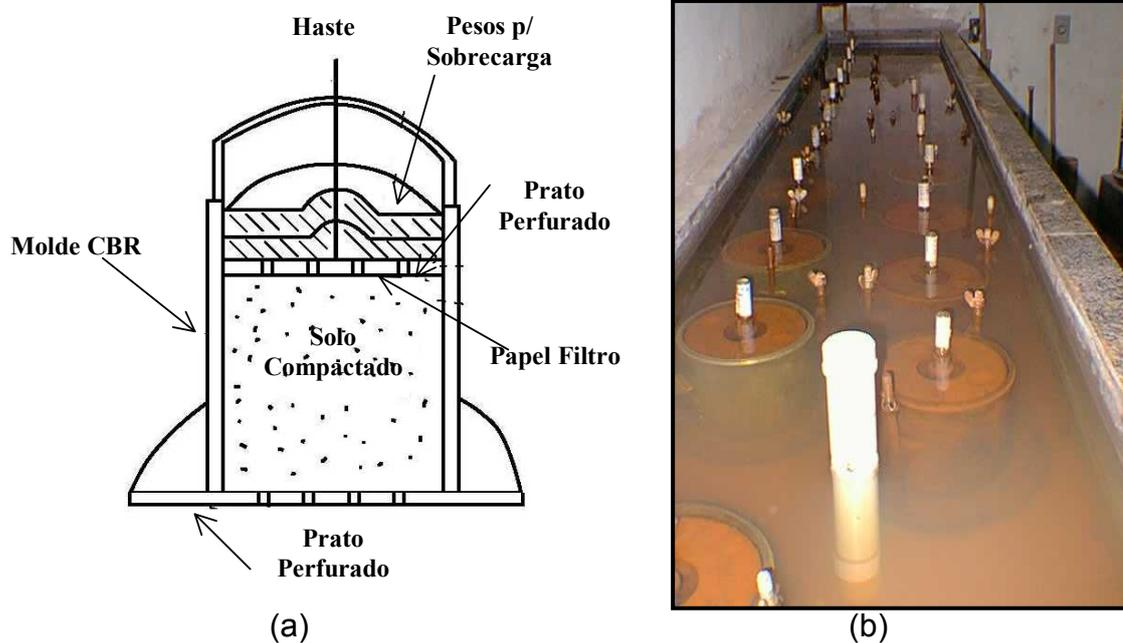 Haste
Pesos p/
Sobrecarga
Prato
Perfurado
Molde CBR
Solo
Compactado
Papel Filtro
Prato
Perfurado
(a)
(b)